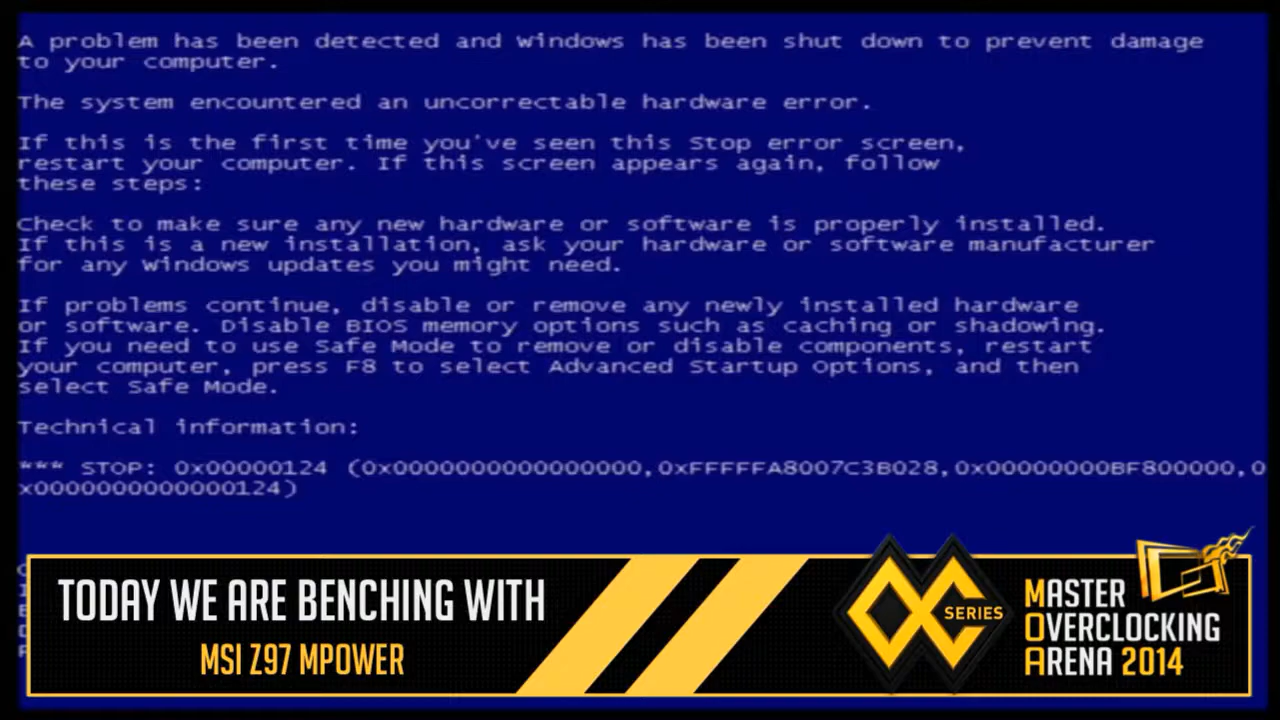 A problem has been detected and windows has been shut down to prevent damage
to your computer.
The system encountered an uncorrectable hardware error.
If this is the first time you've seen this Stop error screen,
restart your computer. If this screen appears again, follow
these steps:
Check to make sure any new hardware or software is properly installed.
If this is a new installation, ask your hardware or software manufacturer
for any windows updates you might need.
If problems continue, disable or remove any newly installed hardware
or software. Disable BIOS memory options such as caching or shadowing.
If you need to use Safe Mode to remove or disable components, restart
your computer, press F8 to select Advanced Startup Options, and then
select Safe Mode.
Technical information:
*** STOP: 0x00000124 (0x0000000000000000,0xFFFFFA8007C3B028,0x00000000BF800000,0
x0000000000000124)
TODAY WE ARE BENCHING WITH
MSI Z97 MPOWER
OC SERIES
MASTER
OVERCLOCKING
ARENA 2014